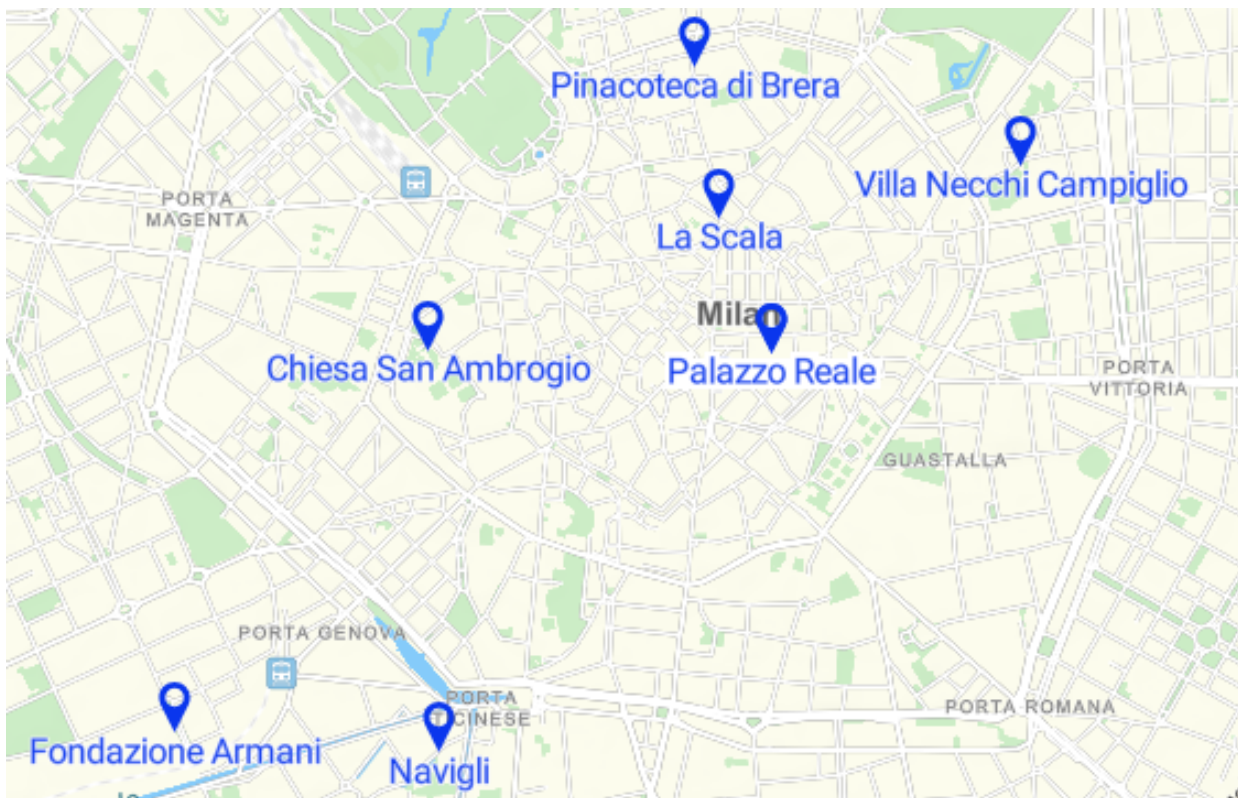 Pinacoteca di Brera
Villa Necchi Campiglio
PORTA
MAGENTA
La Scala
Milan
Chiesa San Ambrogio
Palazzo Reale
PORTA
VITTORIA
GUASTALLA
PORTA GENOVA
PORTA
TICINESE
PORTA ROMANA
Fondazione Armani
Navigli